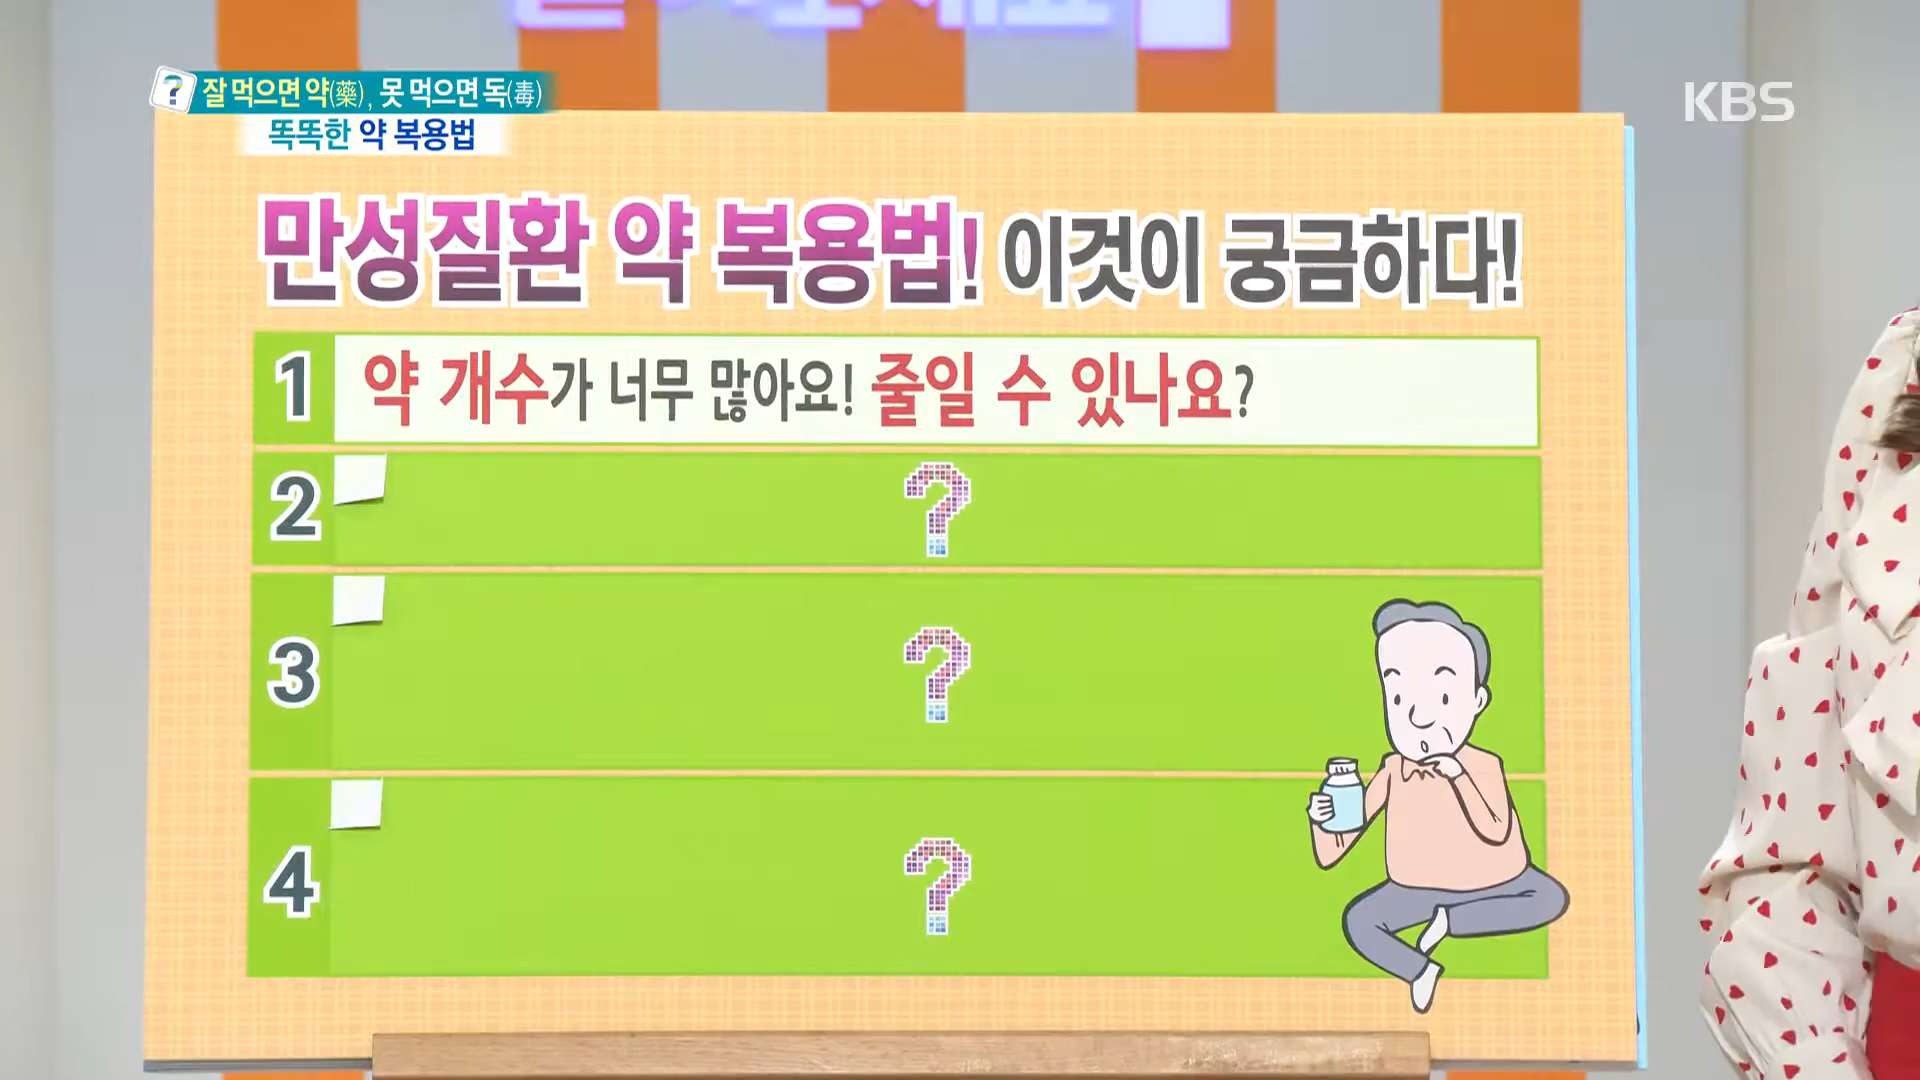 잘 먹으면 약(藥), 못 먹으면 독(毒)
똑똑한 약 복용법
KBS
만성질환 약 복용법! 이것이 궁금하다!
1 약 개수가 너무 많아요! 줄일 수 있나요?
2 ?
3 ?
4 ?